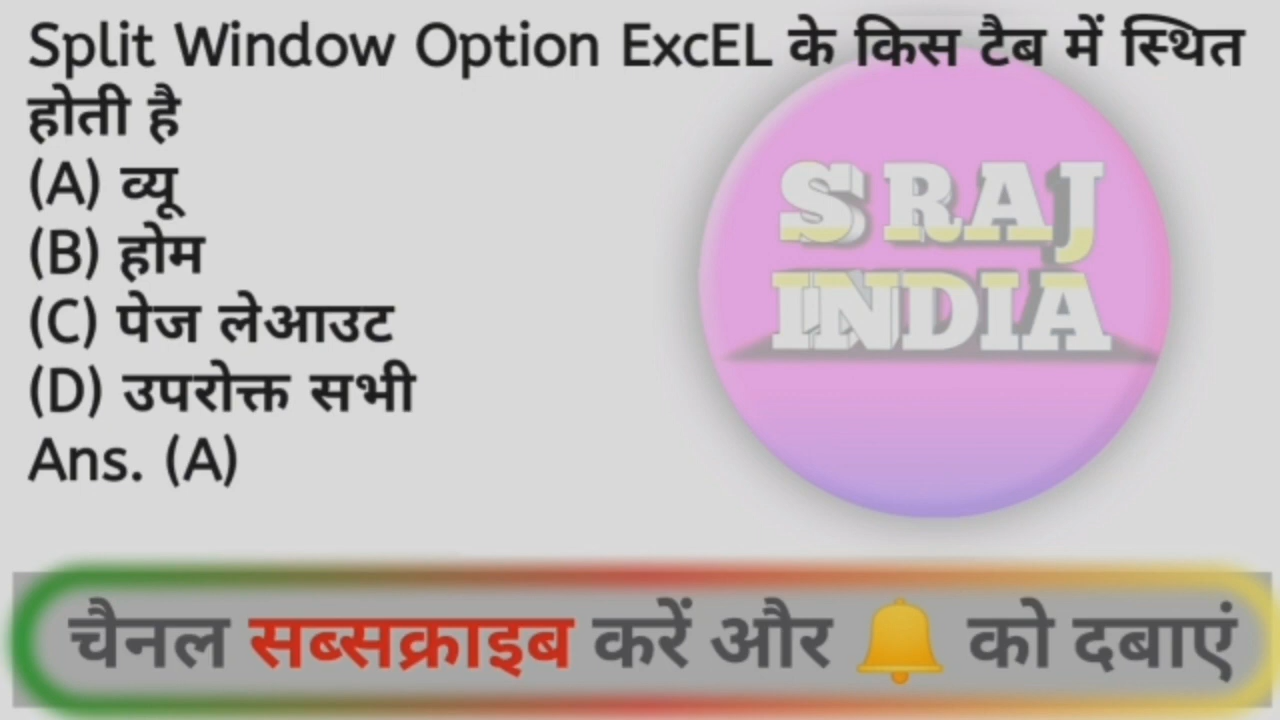 Split Window Option ExcEL के किस टैब में स्थित
होती है
(A) व्यू
(B) होम
(C) पेज लेआउट
(D) उपरोक्त सभी
Ans. (A)
S RAJ
INDIA
चैनल सब्सक्राइब करें और 🔔 को दबाएं